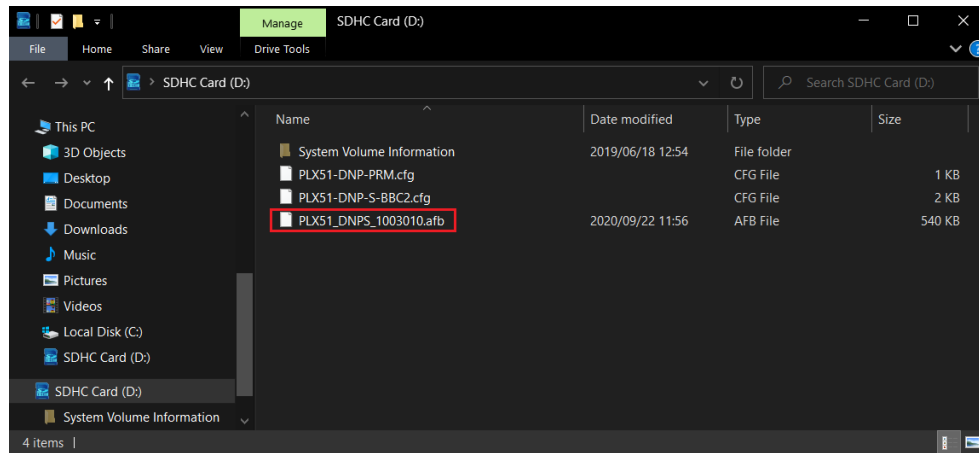 Manage SDHC Card (D:)
File Home Share View Drive Tools
SDHC Card (D:) Search SDHC Card (D:)
This PC
3D Objects
Desktop
Documents
Downloads
Music
Pictures
Videos
Local Disk (C:)
SDHC Card (D:)
SDHC Card (D:)
System Volume Information
Name Date modified Type Size
System Volume Information 2019/06/18 12:54 File folder
PLX51-DNP-PRM.cfg CFG File 1 KB
PLX51-DNP-S-BBC2.cfg CFG File 2 KB
PLX51_DNPS_1003010.afb 2020/09/22 11:56 AFB File 540 KB
4 items